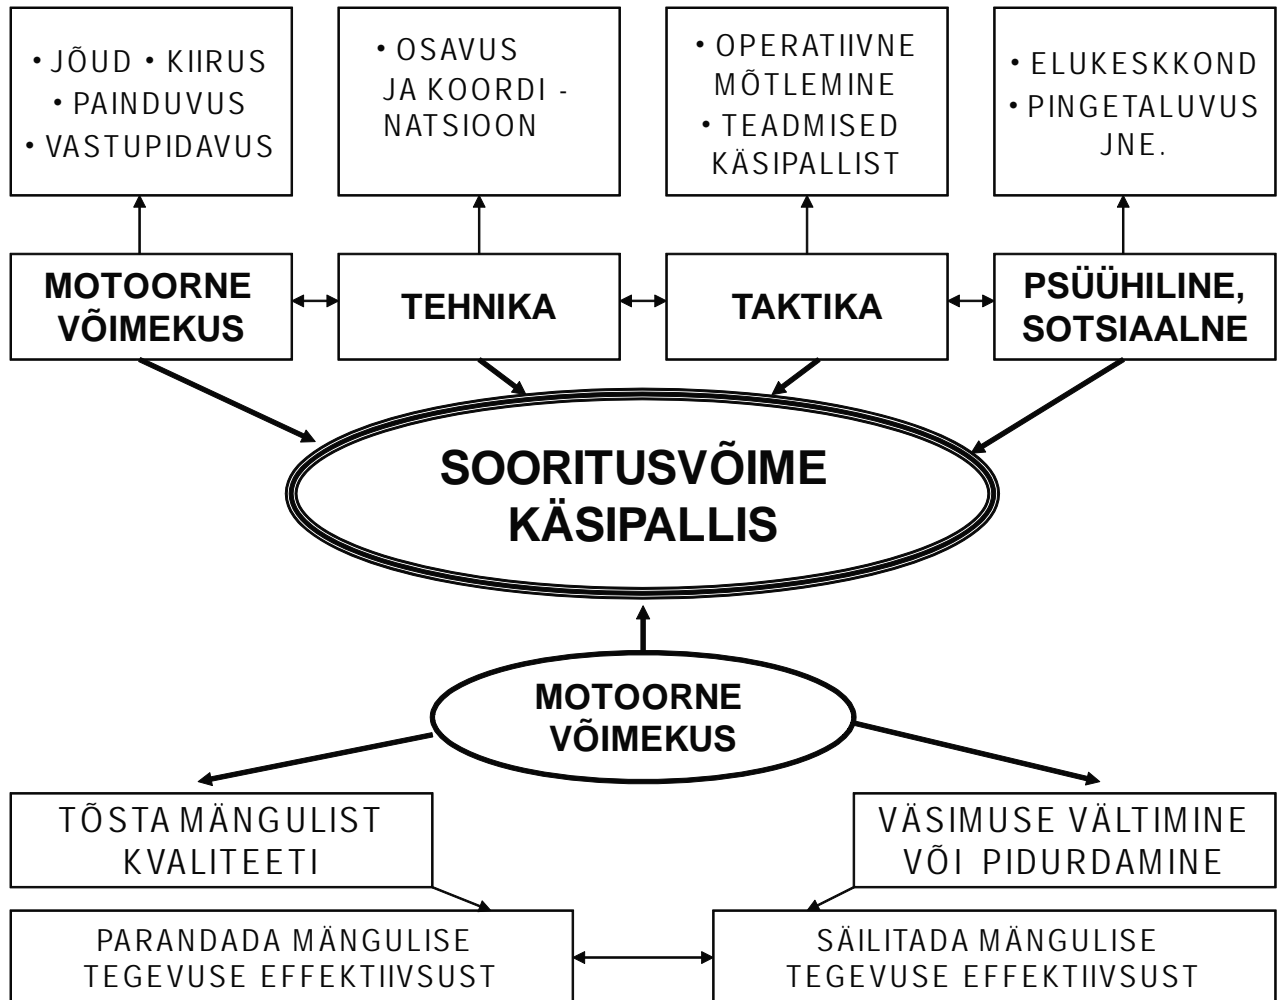 • JÕUD • KIIRUS
• PAINDUVUS
• VASTUPIDAVUS
• OSAVUS
JA KOORDI -
NATSIOON
• OPERATIIVNE
MÕTLEMINE
• TEADMISED
KÄSIPALLIST
• ELUKESKKOND
• PINGETALUVUS
JNE.
MOTOORNE
VÕIMEKUS
TEHNIKA
TAKTIKA
PSÜÜHILINE,
SOTSIAALNE
SOORITUSVÕIME
KÄSIPALLIS
MOTOORNE
VÕIMEKUS
TÕSTA MÄNGULIST
KVALITEETI
VÄSIMUSE VÄLTIMINE
VÕI PIDURDAMINE
PARANDADA MÄNGULISE
TEGEVUSE EFFEKTIIVSUST
SÄILITADA MÄNGULISE
TEGEVUSE EFFEKTIIVSUST